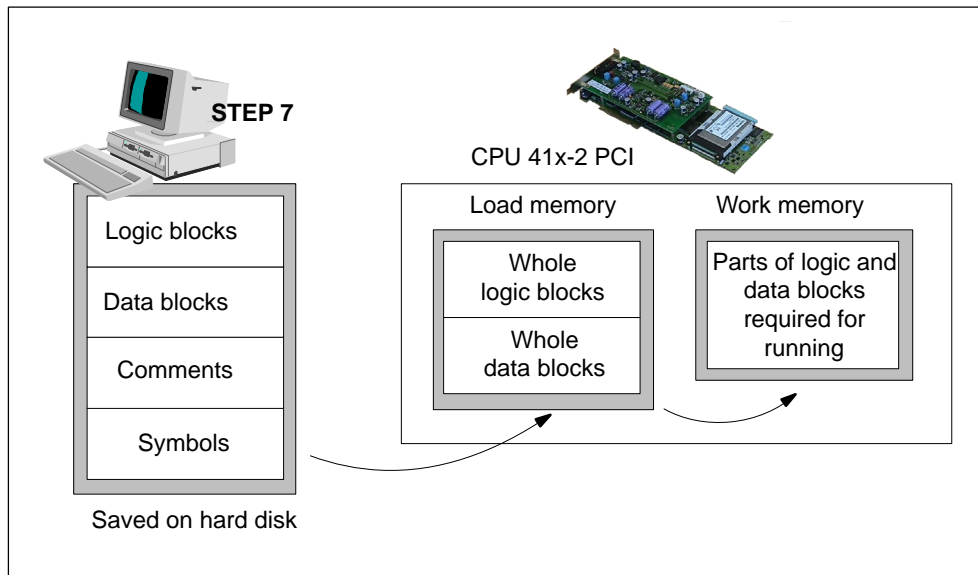 STEP 7
CPU 41x-2 PCI
Logic blocks
Data blocks
Comments
Symbols
Saved on hard disk
Load memory
Whole
logic blocks
Whole
data blocks
Work memory
Parts of logic and
data blocks
required for
running